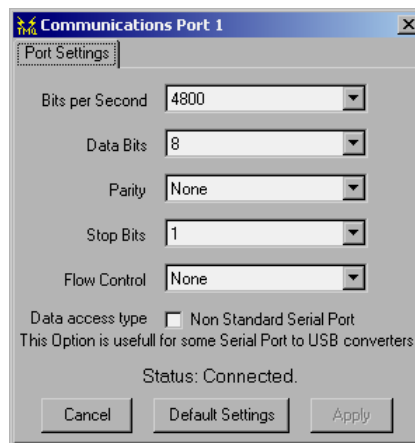 TMQ Communications Port 1
Port Settings
Bits per Second 4800
Data Bits 8
Parity None
Stop Bits 1
Flow Control None
Data access type Non Standard Serial Port
This Option is usefull for some Serial Port to USB converters
Status: Connected.
Cancel Default Settings Apply